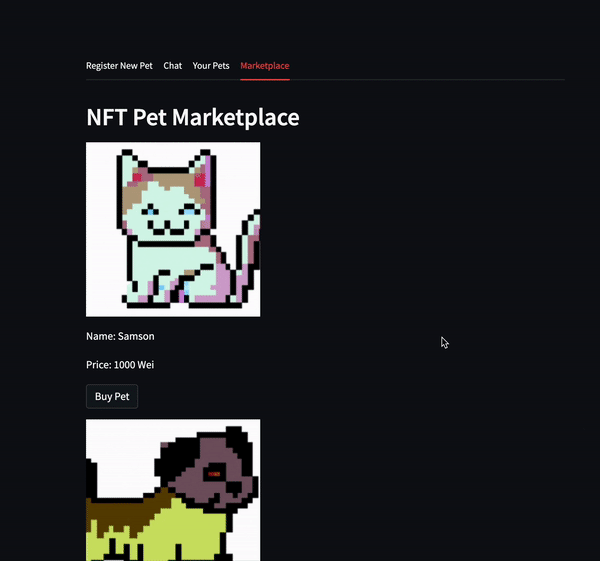 Register New Pet Chat Your Pets Marketplace
NFT Pet Marketplace
Name: Samson
Price: 1000 Wei
Buy Pet